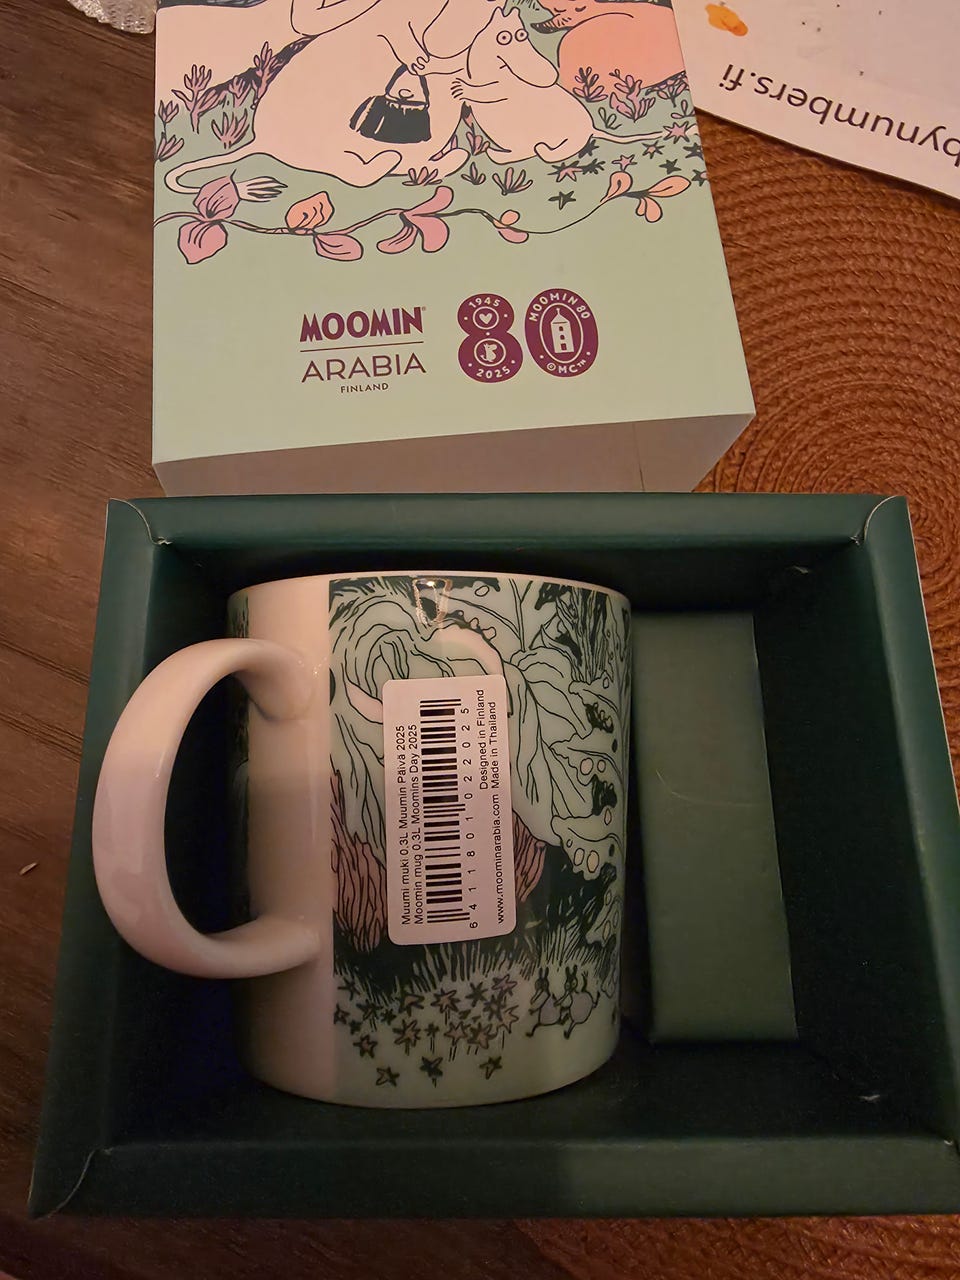 bynumbers.fi
MOOMIN®
ARABIA
FINLAND
1945
2025
MOOMIN 80
© MC™
Muumi muki 0,3L Muumin Päivä 2025
Moomin mug 0,3L Moomins Day 2025
6 411801 022025
Designed in Finland
www.moominarabia.com Made in Thailand